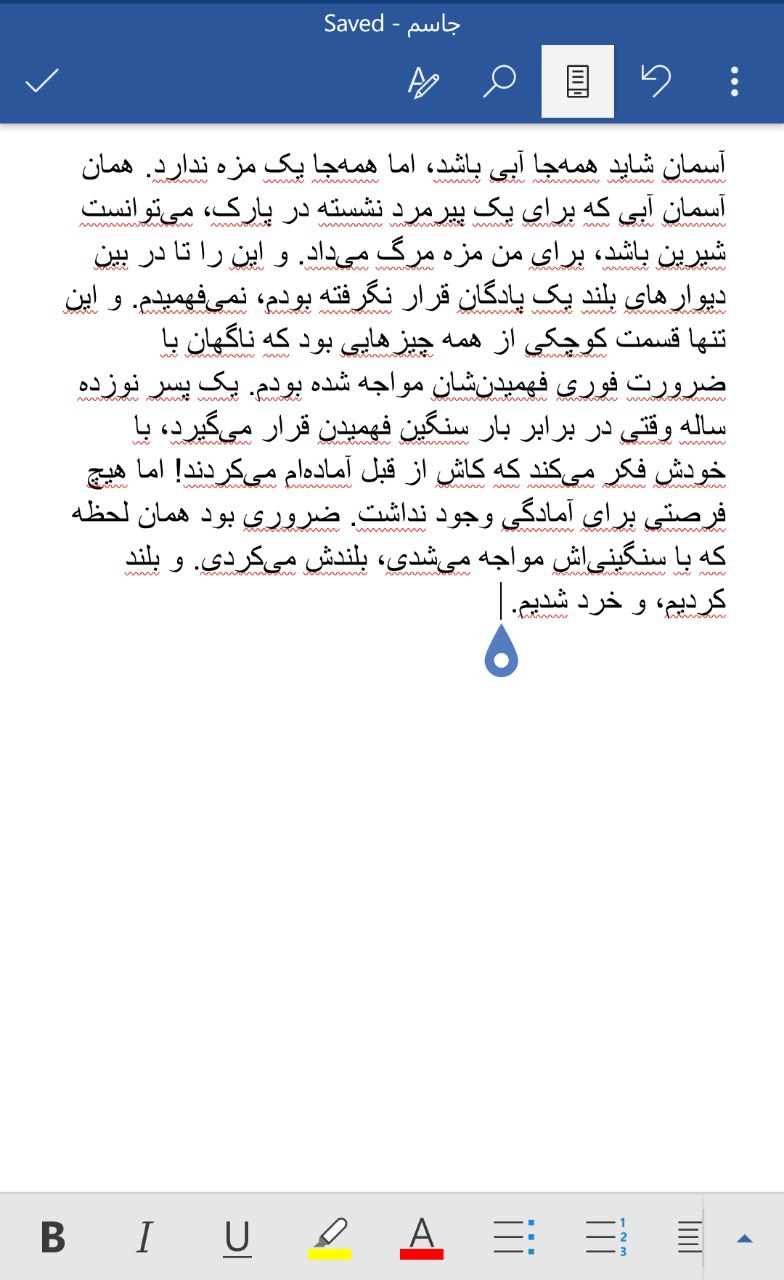 جاسم - Saved
آسمان شاید همه‌جا آبی باشد، اما همه‌جا یک مزه ندارد. همان
آسمان آبی که برای یک پیرمرد نشسته در پارک، می‌توانست
شیرین باشد، برای من مزه مرگ می‌داد. و این را تا در بین
دیوارهای بلند یک پادگان قرار نگرفته بودم، نمی‌فهمیدم. و این
تنها قسمت کوچکی از همه چیزهایی بود که ناگهان با
ضرورت فوری فهمیدن‌شان مواجه شده بودم. یک پسر نوزده
ساله وقتی در برابر بار سنگین فهمیدن قرار می‌گیرد، با
خودش فکر می‌کند که کاش از قبل آماده‌ام می‌کردند! اما هیچ
فرصتی برای آمادگی وجود نداشت. ضروری بود همان لحظه
که با سنگینی‌اش مواجه می‌شدی، بلندش می‌کردی. و بلند
کردیم، و خرد شدیم.
B I U A 1 2 3